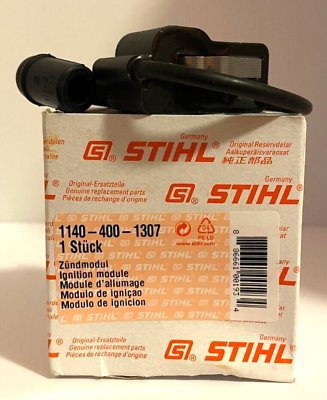 Germany
Original Reservdelar
Aalkuperäisvaraosat
純正部品
STIHL®
Original-Ersatzteile
Genuine replacement parts
Pièces de rechange d'origine
Germany
STIHL
1140-400-1307
1 Stück
PE-LD
Zündmodul
Ignition module
Module d'allumage
Modulo de ignição
Modulo de ignicion
Original-Ersatzteile
Genuine replacement parts
Pièces de rechange d'origine
Germany
STIHL®